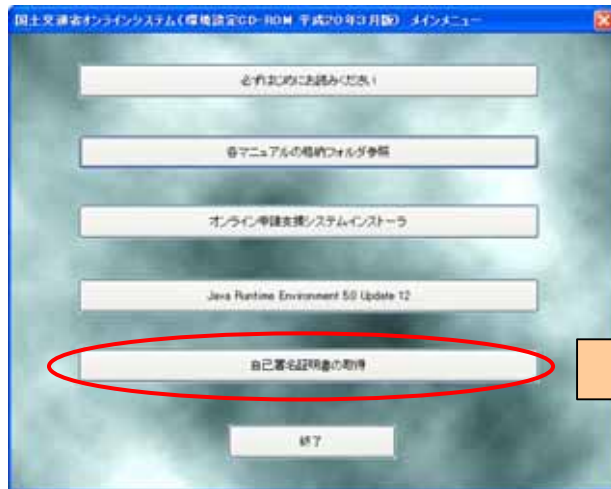 国土交通省オンラインシステム(環境設定CD-ROM 平成20年3月版) メインメニュー
必ずはじめにお読みください
各マニュアルの格納フォルダ参照
オンライン申請支援システムインストーラ
Java Runtime Environment 5.0 Update 12
自己署名証明書の取得
終了